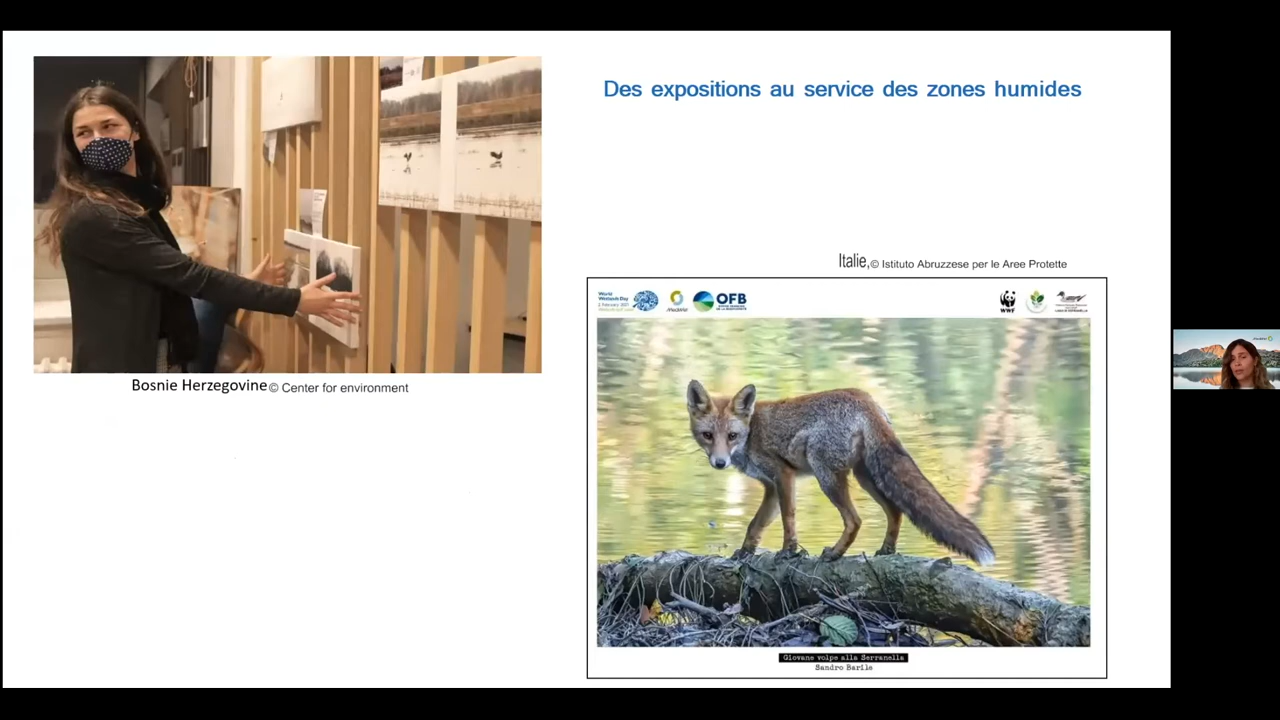 Des expositions au service des zones humides
Italie,© Istituto Abruzzese per le Aree Protette
World
Wetlands Day
2 February 2021
OFB
WWF
Bosnie Herzegovine© Center for environment
Giovane volpe alla Serranella
Sandro Barile